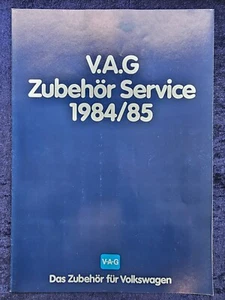 V.A.G
Zubehör Service
1984/85
V·A·G
Das Zubehör für Volkswagen